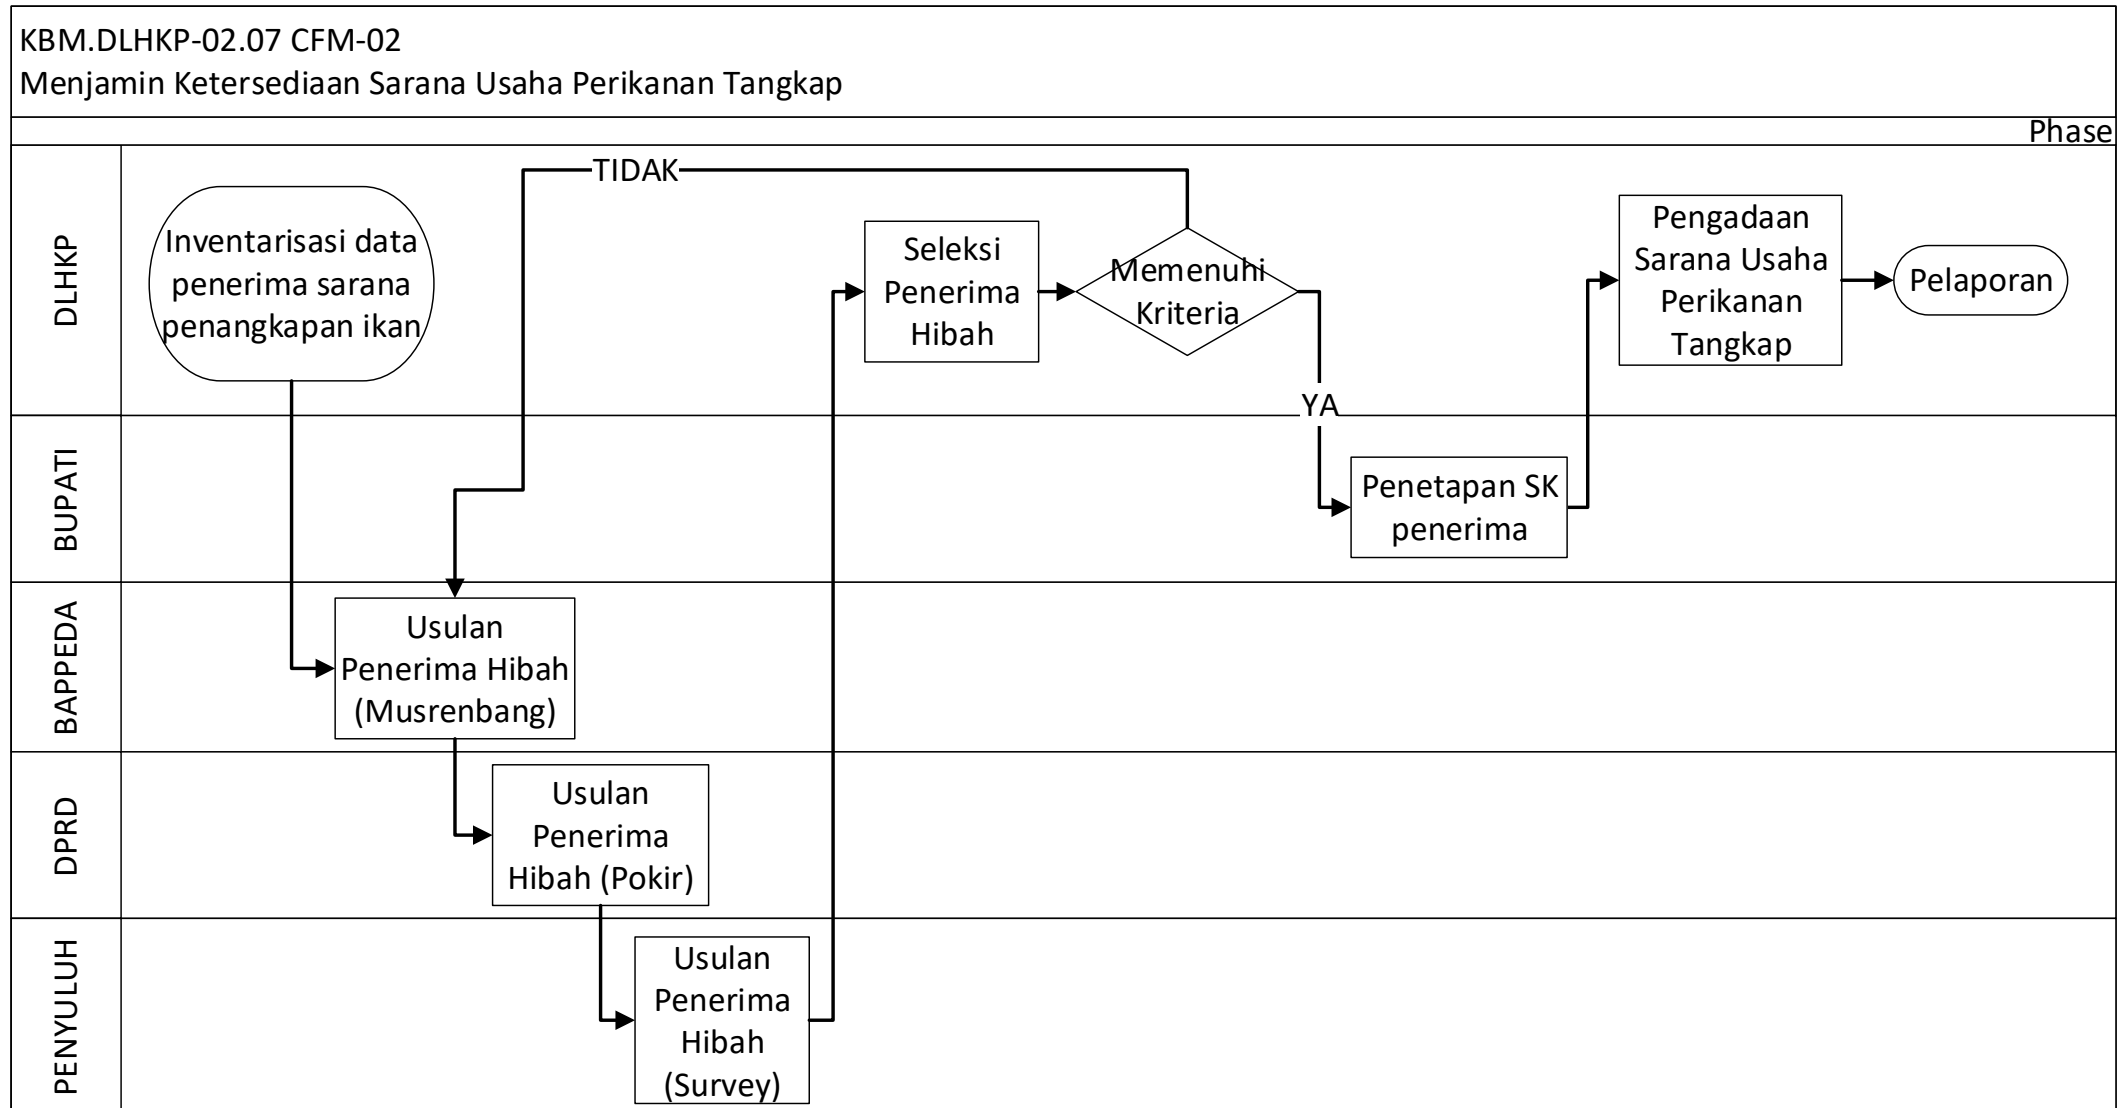 KBM.DLHKP-02.07 CFM-02
Menjamin Ketersediaan Sarana Usaha Perikanan Tangkap
Phase
DLHKP
Inventarisasi data
penerima sarana
penangkapan ikan
TIDAK
Seleksi
Penerima
Hibah
Memenuhi
Kriteria
YA
Pengadaan
Sarana Usaha
Perikanan
Tangkap
Pelaporan
BUPATI
Penetapan SK
penerima
BAPPEDA
Usulan
Penerima Hibah
(Musrenbang)
DPRD
Usulan
Penerima
Hibah (Pokir)
PENYULUH
Usulan
Penerima
Hibah
(Survey)